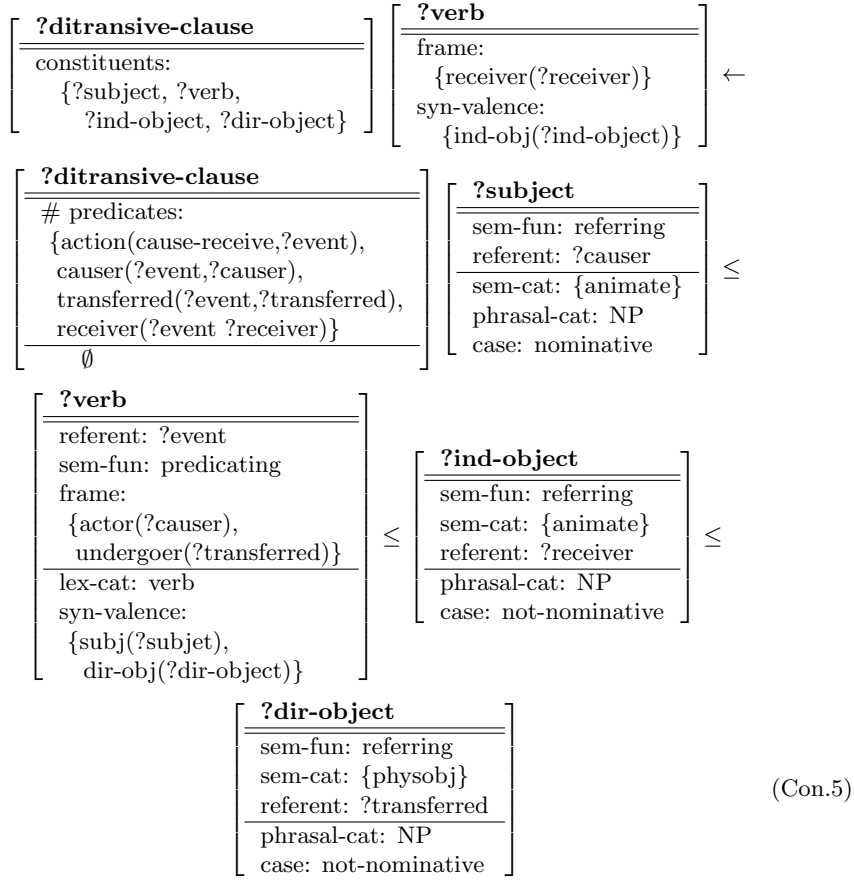 ?ditransive-clause
constituents:
{?subject, ?verb,
?ind-object, ?dir-object}
?verb
frame:
{receiver(?receiver)}
syn-valence:
{ind-obj(?ind-object)}
←
?ditransive-clause
# predicates:
{action(cause-receive,?event),
causer(?event,?causer),
transferred(?event,?transferred),
receiver(?event ?receiver)}
∅
?subject
sem-fun: referring
referent: ?causer
sem-cat: {animate}
phrasal-cat: NP
case: nominative
≤
?verb
referent: ?event
sem-fun: predicating
frame:
{actor(?causer),
undergoer(?transferred)}
lex-cat: verb
syn-valence:
{subj(?subjet),
dir-obj(?dir-object)}
≤
?ind-object
sem-fun: referring
sem-cat: {animate}
referent: ?receiver
phrasal-cat: NP
case: not-nominative
≤
?dir-object
sem-fun: referring
sem-cat: {physobj}
referent: ?transferred
phrasal-cat: NP
case: not-nominative
(Con.5)